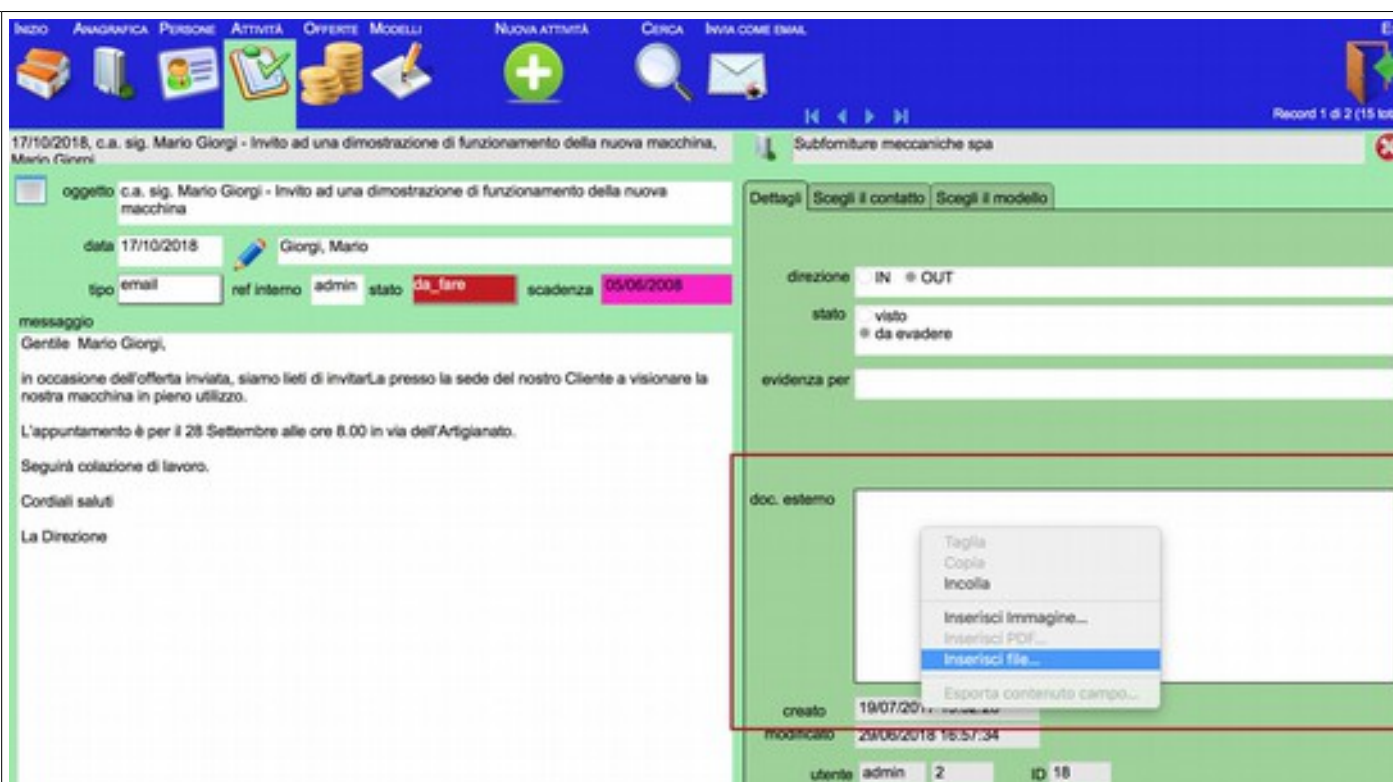 Inizio Anagrafica Persone Attività Offerte Modelli Nuova attività Cerca Invia come email
Record 1 di 2 (15
17/10/2018, c.a. sig. Mario Giorgi - Invito ad una dimostrazione di funzionamento della nuova macchina,
Mario Giorgi
Subforniture meccaniche spa
oggetto c.a. sig. Mario Giorgi - Invito ad una dimostrazione di funzionamento della nuova
macchina
data 17/10/2018 Giorgi, Mario
tipo email ref interno admin stato da_fare scadenza 05/06/2008
messaggio
Gentile Mario Giorgi,
in occasione dell'offerta inviata, siamo lieti di invitarLa presso la sede del nostro Cliente a visionare la
nostra macchina in pieno utilizzo.
L'appuntamento è per il 28 Settembre alle ore 8.00 in via dell'Artigianato.
Seguirà colazione di lavoro.
Cordiali saluti
La Direzione
Dettagli Scegli il contatto Scegli il modello
direzione IN OUT
stato visto
da evadere
evidenza per
doc. esterno
Taglia
Copia
Incolla
Inserisci Immagine...
Inserisci PDF...
Inserisci file...
Esporta contenuto campo...
creato
modificato 29/06/2018 16:57:34
utente admin 2 ID 18